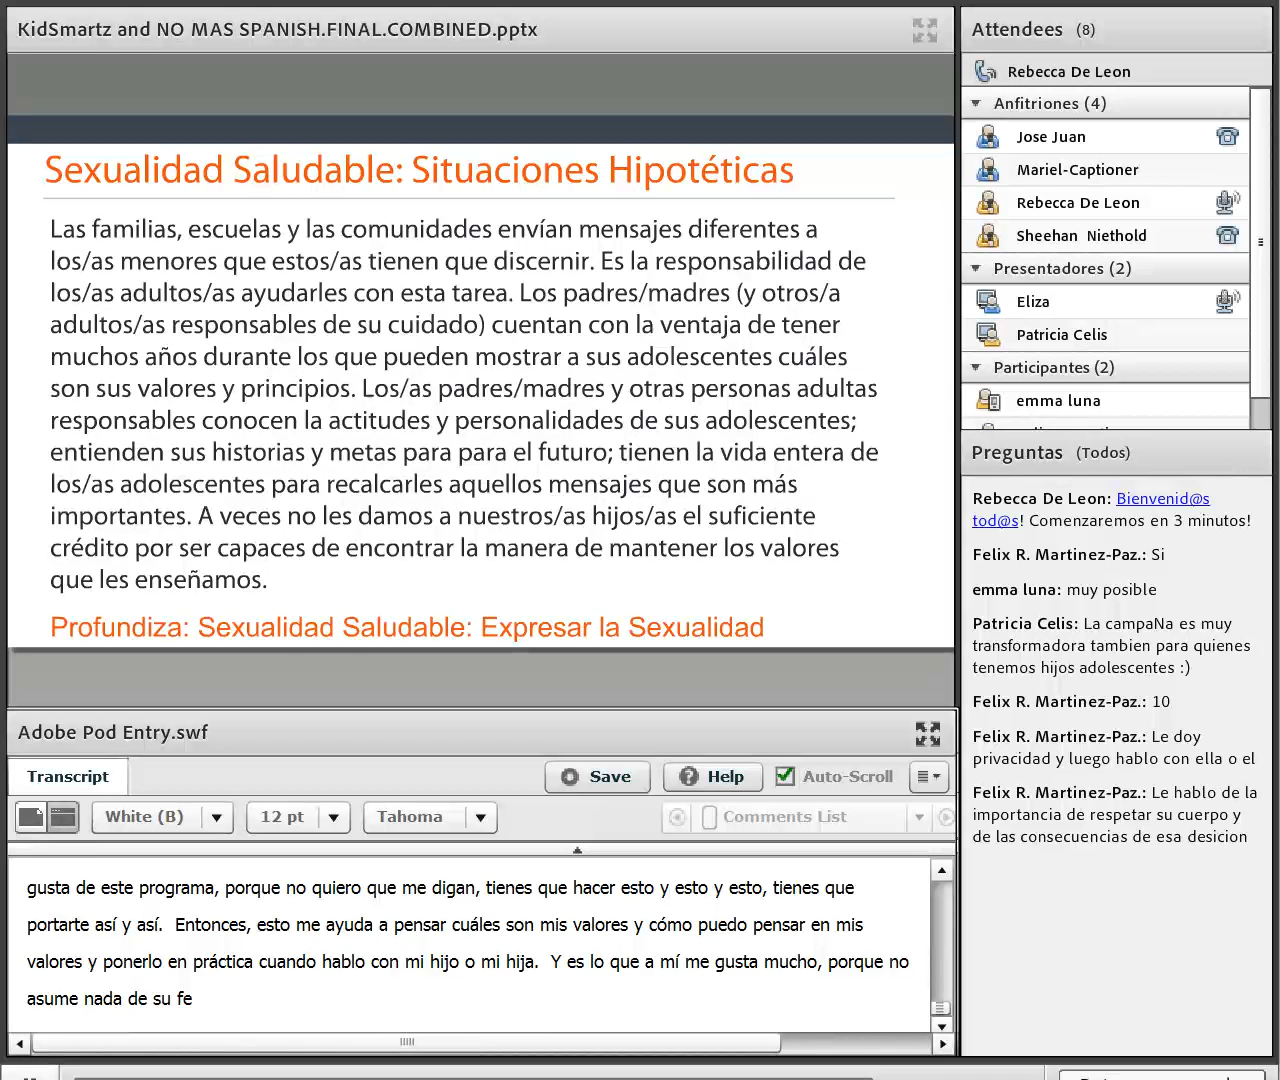 KidSmartz and NO MAS SPANISH.FINAL.COMBINED.pptx
Sexualidad Saludable: Situaciones Hipotéticas
Las familias, escuelas y las comunidades envían mensajes diferentes a
los/as menores que estos/as tienen que discernir. Es la responsabilidad de
los/as adultos/as ayudarles con esta tarea. Los padres/madres (y otros/a
adultos/as responsables de su cuidado) cuentan con la ventaja de tener
muchos años durante los que pueden mostrar a sus adolescentes cuáles
son sus valores y principios. Los/as padres/madres y otras personas adultas
responsables conocen la actitudes y personalidades de sus adolescentes;
entienden sus historias y metas para para el futuro; tienen la vida entera de
los/as adolescentes para recalcarles aquellos mensajes que son más
importantes. A veces no les damos a nuestros/as hijos/as el suficiente
crédito por ser capaces de encontrar la manera de mantener los valores
que les enseñamos.
Profundiza: Sexualidad Saludable: Expresar la Sexualidad
Adobe Pod Entry.swf
Transcript
Save
Help
Auto-Scroll
White (B)
12 pt
Tahoma
Comments List
gusta de este programa, porque no quiero que me digan, tienes que hacer esto y esto y esto, tienes que
portarte así y así.  Entonces, esto me ayuda a pensar cuáles son mis valores y cómo puedo pensar en mis
valores y ponerlo en práctica cuando hablo con mi hijo o mi hija.  Y es lo que a mí me gusta mucho, porque no
asume nada de su fe
Attendees (8)
Rebecca De Leon
Anfitriones (4)
Jose Juan
Mariel-Captioner
Rebecca De Leon
Sheehan Niethold
Presentadores (2)
Eliza
Patricia Celis
Participantes (2)
emma luna
Preguntas (Todos)
Rebecca De Leon: Bienvenid@s
tod@s! Comenzaremos en 3 minutos!
Felix R. Martinez-Paz.: Si
emma luna: muy posible
Patricia Celis: La campaNa es muy
transformadora tambien para quienes
tenemos hijos adolescentes :)
Felix R. Martinez-Paz.: 10
Felix R. Martinez-Paz.: Le doy
privacidad y luego hablo con ella o el
Felix R. Martinez-Paz.: Le hablo de la
importancia de respetar su cuerpo y
de las consecuencias de esa desicion